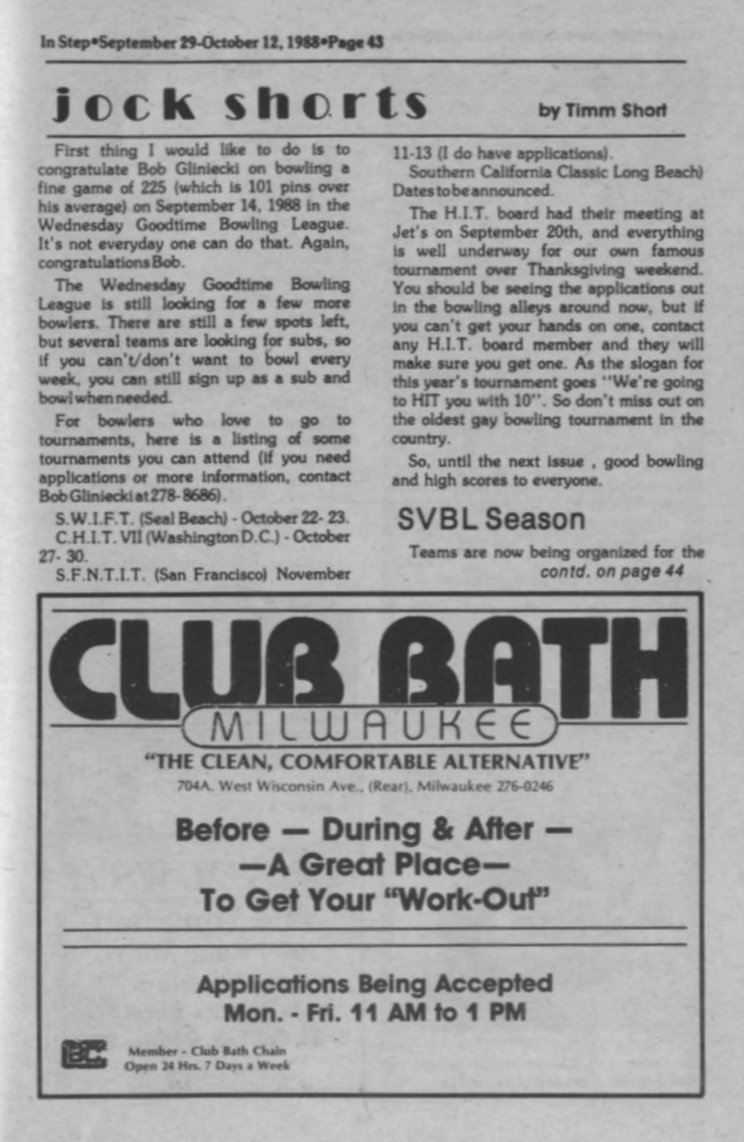 In Step•September 29-October 12, 1988•Page 43
jock shorts
by Timm Short
First thing I would like to do is to
congratulate Bob Gliniecki on bowling a
fine game of 225 (which is 101 pins over
his average) on September 14, 1988 in the
Wednesday Goodtime Bowling League.
It's not everyday one can do that. Again,
congratulations Bob.
The Wednesday Goodtime Bowling
League is still looking for a few more
bowlers. There are still a few spots left,
but several teams are looking for subs, so
if you can't/don't want to bowl every
week, you can still sign up as a sub and
bowl when needed.
For bowlers who love to go to
tournaments, here is a listing of some
tournaments you can attend (if you need
applications or more information, contact
Bob Gliniecki at 278-8686).
S.W.I.F.T. (Seal Beach) - October 22- 23.
C.H.I.T. VII (Washington D.C.) - October
27- 30.
S.F.N.T.I.T. (San Francisco) November
11-13 (I do have applications).
Southern California Classic Long Beach)
Dates to be announced.
The H.I.T. board had their meeting at
Jet's on September 20th, and everything
is well underway for our own famous
tournament over Thanksgiving weekend.
You should be seeing the applications out
in the bowling alleys around now, but if
you can't get your hands on one, contact
any H.I.T. board member and they will
make sure you get one. As the slogan for
this year's tournament goes "We're going
to HIT you with 10". So don't miss out on
the oldest gay bowling tournament in the
country.
So, until the next issue , good bowling
and high scores to everyone.
SVBL Season
Teams are now being organized for the
contd. on page 44
CLUB BATH
MILWAUKEE
"THE CLEAN, COMFORTABLE ALTERNATIVE"
704A. West Wisconsin Ave., (Rear), Milwaukee 276-0246
Before — During & After —
—A Great Place—
To Get Your "Work-Out"
Applications Being Accepted
Mon. - Fri. 11 AM to 1 PM
CBC
Member - Club Bath Chain
Open 24 Hrs. 7 Days a Week